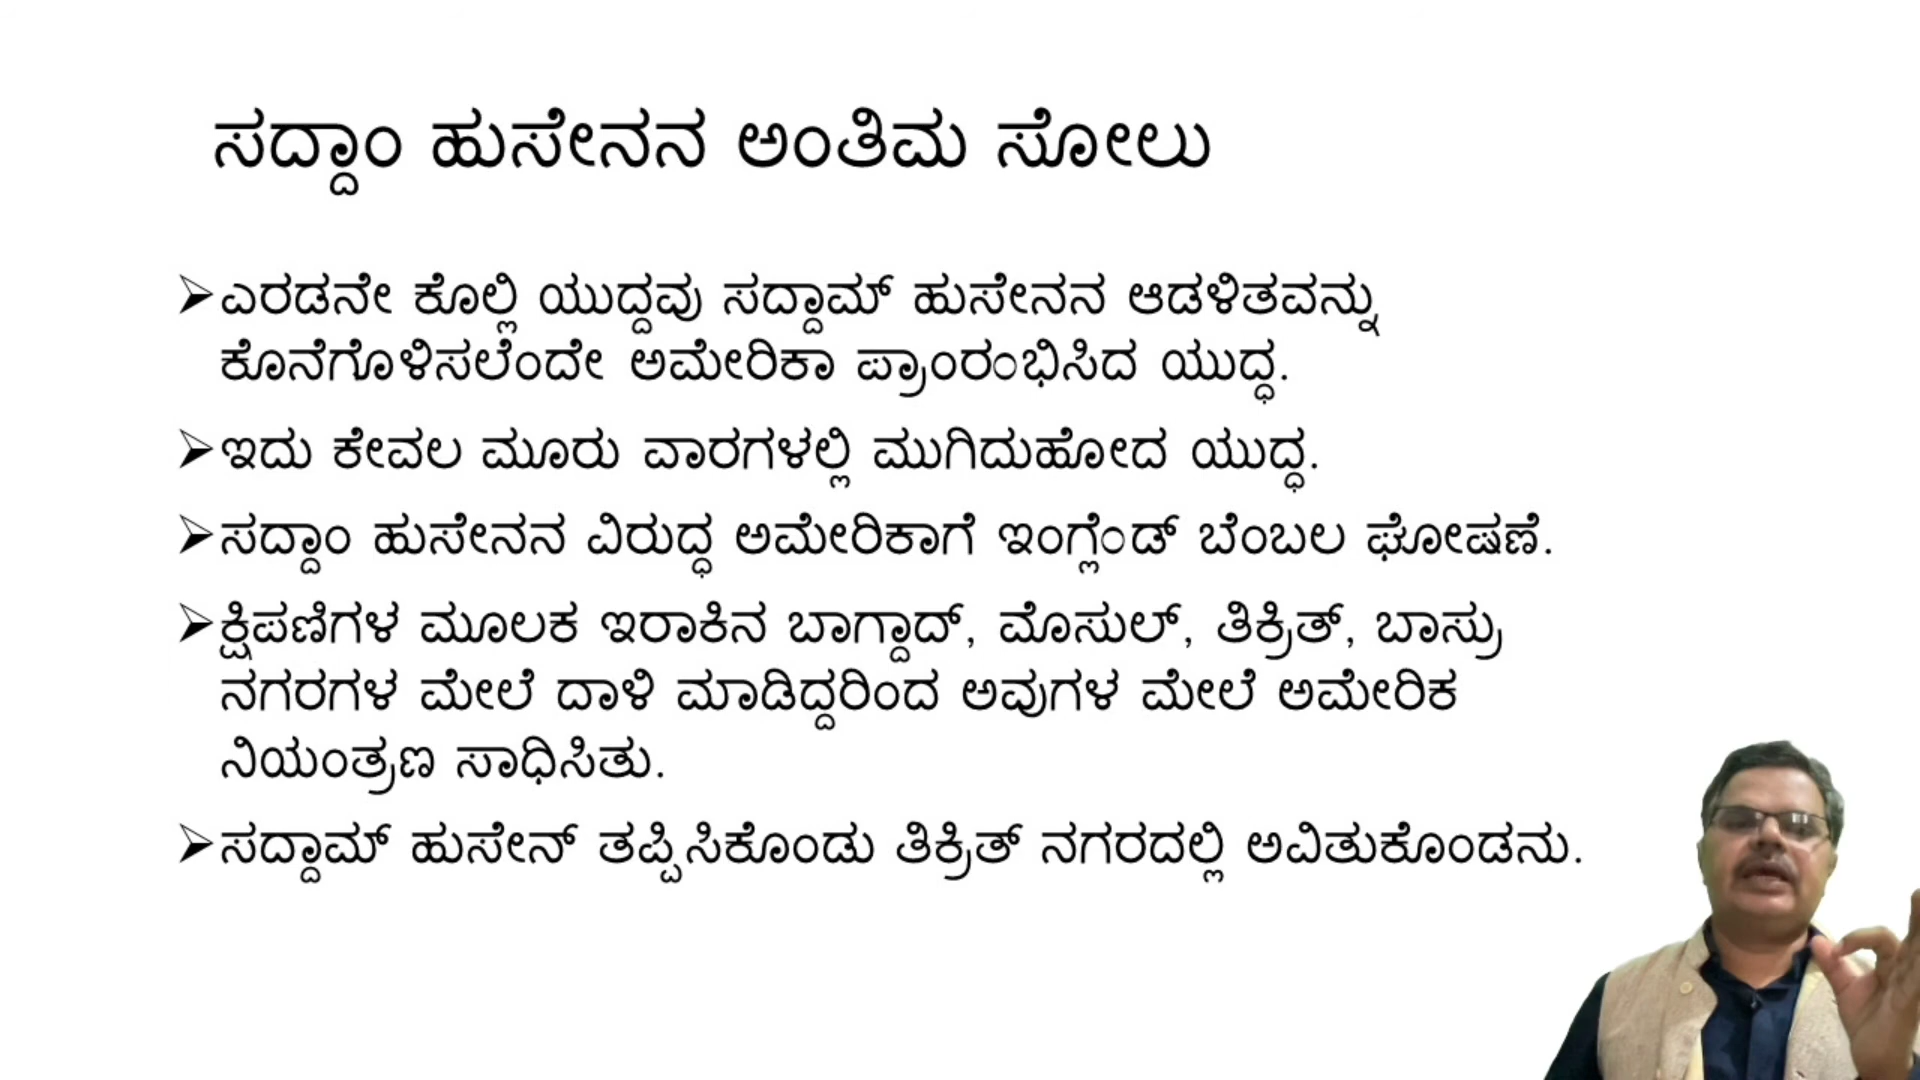 ಸದ್ದಾಂ ಹುಸೇನನ ಅಂತಿಮ ಸೋಲು
➢ಎರಡನೇ ಕೊಲ್ಲಿ ಯುದ್ದವು ಸದ್ದಾಮ್ ಹುಸೇನನ ಆಡಳಿತವನ್ನು
ಕೊನೆಗೊಳಿಸಲೆಂದೇ ಅಮೇರಿಕಾ ಪ್ರಾಂರಂಭಿಸಿದ ಯುದ್ಧ.
➢ಇದು ಕೇವಲ ಮೂರು ವಾರಗಳಲ್ಲಿ ಮುಗಿದುಹೋದ ಯುದ್ಧ.
➢ಸದ್ದಾಂ ಹುಸೇನನ ವಿರುದ್ಧ ಅಮೇರಿಕಾಗೆ ಇಂಗ್ಲೆಂಡ್ ಬೆಂಬಲ ಘೋಷಣೆ.
➢ಕ್ಷಿಪಣಿಗಳ ಮೂಲಕ ಇರಾಕಿನ ಬಾಗ್ದಾದ್, ಮೊಸುಲ್, ತಿಕ್ರಿತ್, ಬಾಸ್ರು
ನಗರಗಳ ಮೇಲೆ ದಾಳಿ ಮಾಡಿದ್ದರಿಂದ ಅವುಗಳ ಮೇಲೆ ಅಮೇರಿಕ
ನಿಯಂತ್ರಣ ಸಾಧಿಸಿತು.
➢ಸದ್ದಾಮ್ ಹುಸೇನ್ ತಪ್ಪಿಸಿಕೊಂಡು ತಿಕ್ರಿತ್ ನಗರದಲ್ಲಿ ಅವಿತುಕೊಂಡನು.